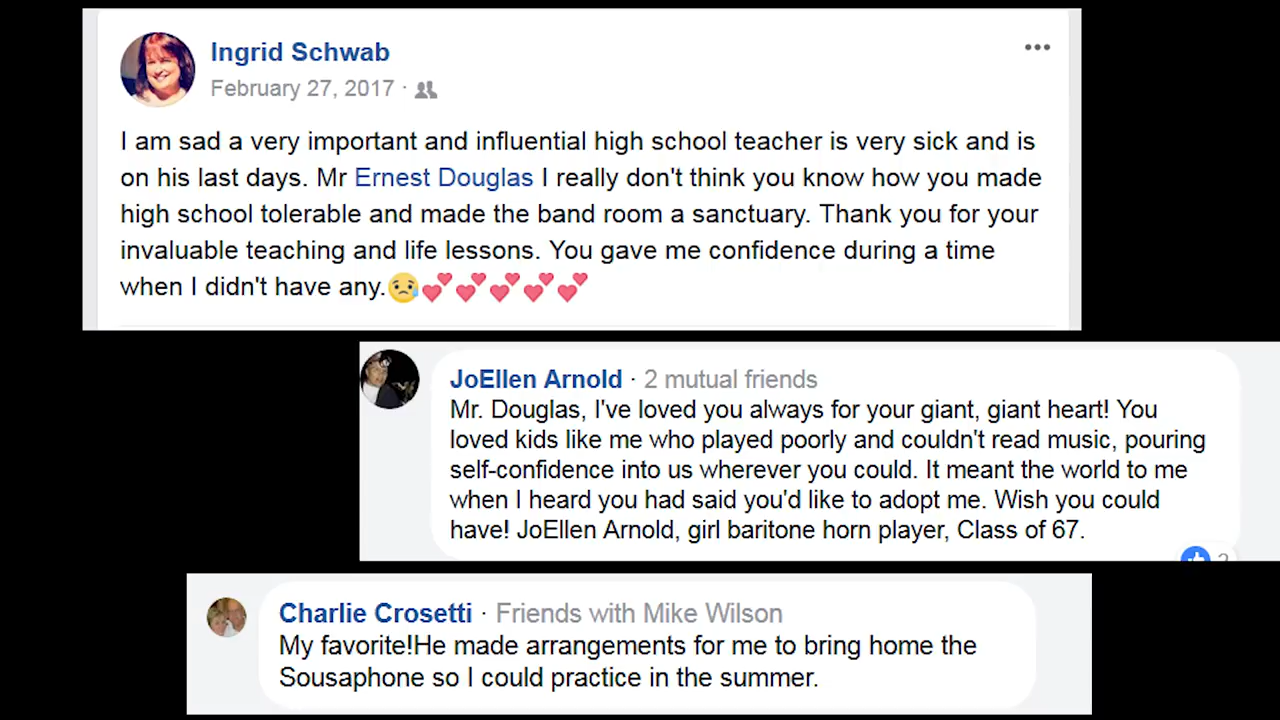 Ingrid Schwab
February 27, 2017 ·
I am sad a very important and influential high school teacher is very sick and is
on his last days. Mr Ernest Douglas I really don't think you know how you made
high school tolerable and made the band room a sanctuary. Thank you for your
invaluable teaching and life lessons. You gave me confidence during a time
when I didn't have any.😢💕💕💕💕💕
JoEllen Arnold · 2 mutual friends
Mr. Douglas, I've loved you always for your giant, giant heart! You
loved kids like me who played poorly and couldn't read music, pouring
self-confidence into us wherever you could. It meant the world to me
when I heard you had said you'd like to adopt me. Wish you could
have! JoEllen Arnold, girl baritone horn player, Class of 67.
Charlie Crosetti · Friends with Mike Wilson
My favorite!He made arrangements for me to bring home the
Sousaphone so I could practice in the summer.